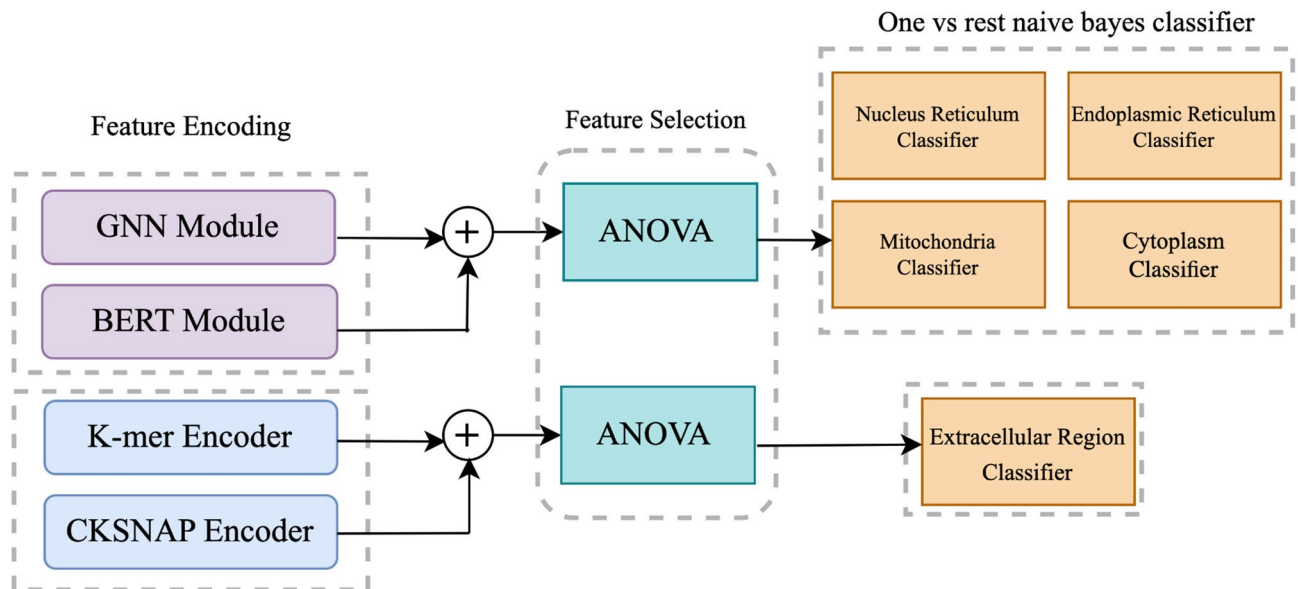 One vs rest naive bayes classifier
Feature Encoding
Feature Selection
Nucleus Reticulum
Classifier
Endoplasmic Reticulum
Classifier
GNN Module
BERT Module
+
ANOVA
Mitochondria
Classifier
Cytoplasm
Classifier
K-mer Encoder
CKSNAP Encoder
+
ANOVA
Extracellular Region
Classifier